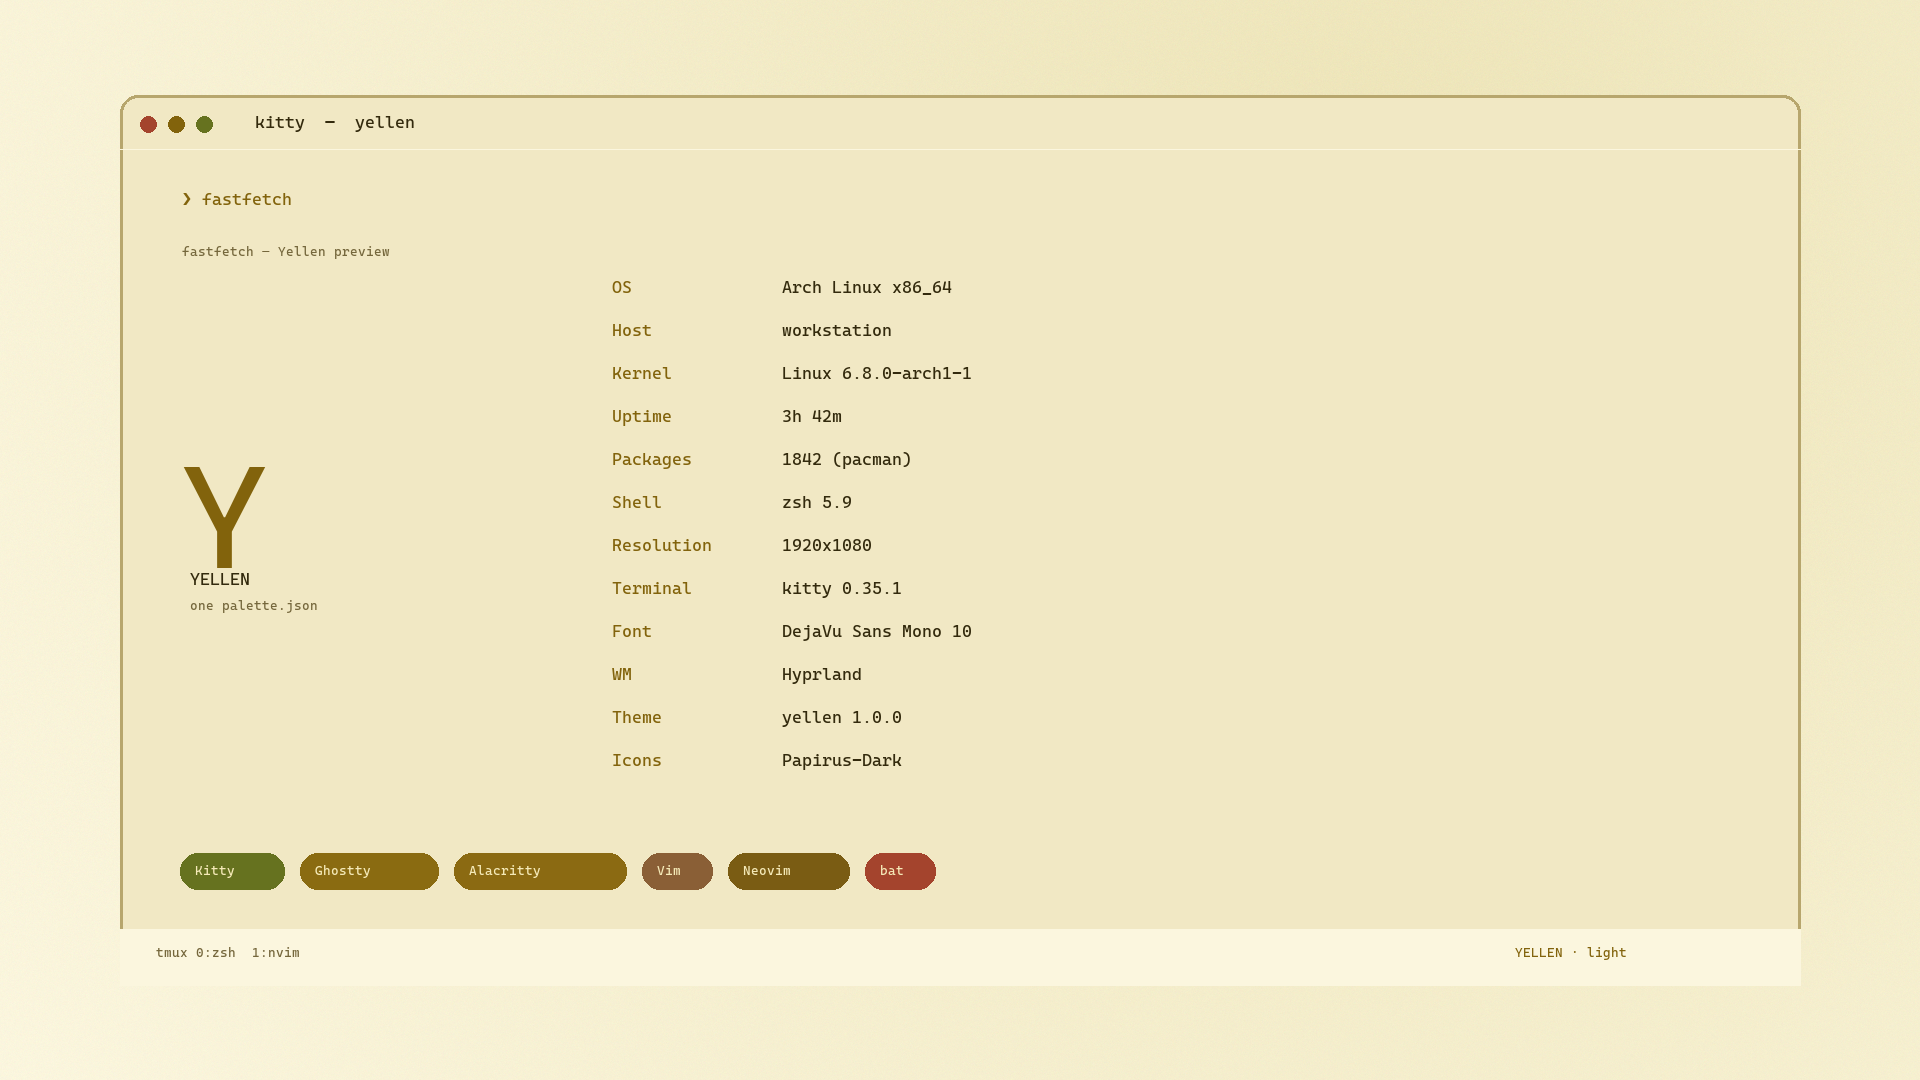 kitty — yellen
❯ fastfetch
fastfetch — Yellen preview
OS Arch Linux x86_64
Host workstation
Kernel Linux 6.8.0-arch1-1
Uptime 3h 42m
Packages 1842 (pacman)
Shell zsh 5.9
Resolution 1920x1080
Terminal kitty 0.35.1
Font DejaVu Sans Mono 10
WM Hyprland
Theme yellen 1.0.0
Icons Papirus-Dark
Y
YELLEN
one palette.json
Kitty Ghostty Alacritty Vim Neovim bat
tmux 0:zsh 1:nvim YELLEN · light